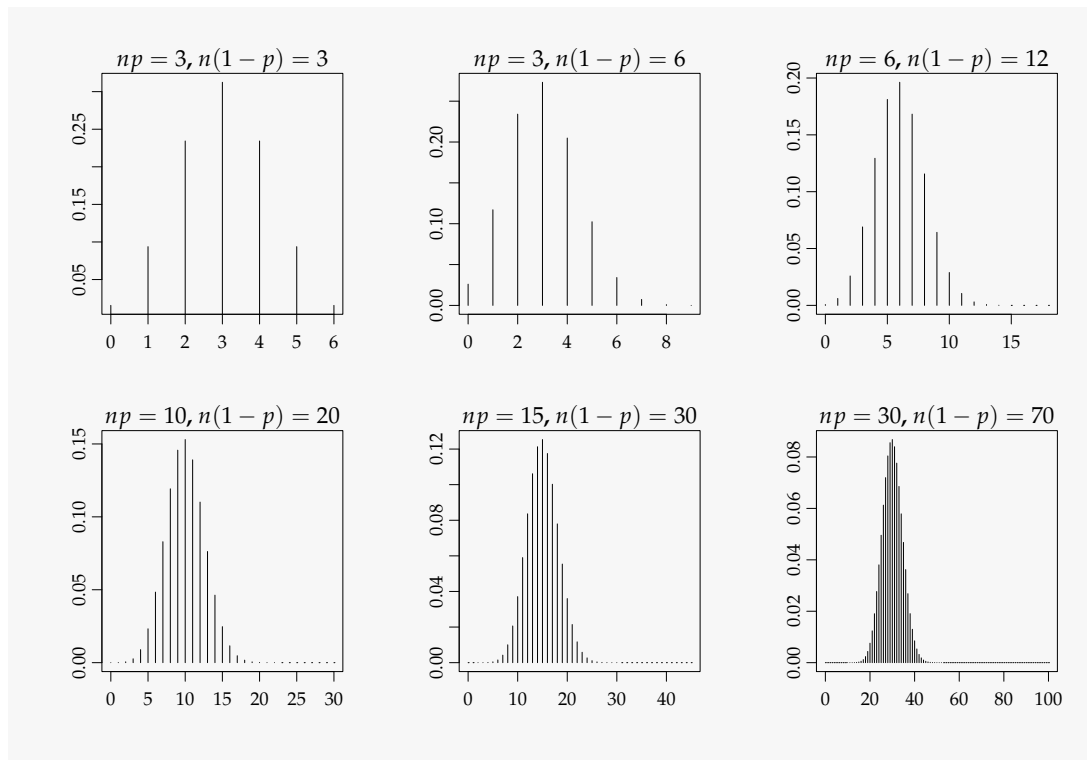 np = 3, n(1 − p) = 3
0.05 0.15 0.25
0 1 2 3 4 5 6
np = 3, n(1 − p) = 6
0.00 0.10 0.20
0 2 4 6 8
np = 6, n(1 − p) = 12
0.00 0.05 0.10 0.15 0.20
0 5 10 15
np = 10, n(1 − p) = 20
0.00 0.05 0.10 0.15
0 5 10 15 20 25 30
np = 15, n(1 − p) = 30
0.00 0.04 0.08 0.12
0 10 20 30 40
np = 30, n(1 − p) = 70
0.00 0.02 0.04 0.06 0.08
0 20 40 60 80 100